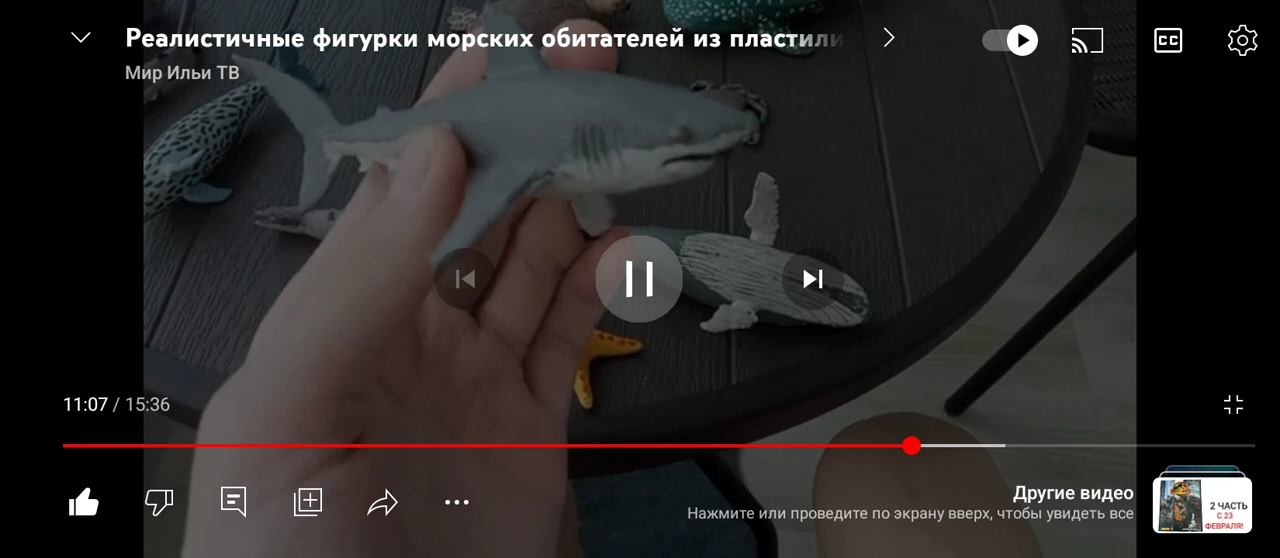 Реалистичные фигурки морских обитателей из пластили
Мир Ильи ТВ
CC
11:07 / 15:36
Другие видео
Нажмите или проведите по экрану вверх, чтобы увидеть все
2 ЧАСТЬ
С 23
ФЕВРАЛЯ!